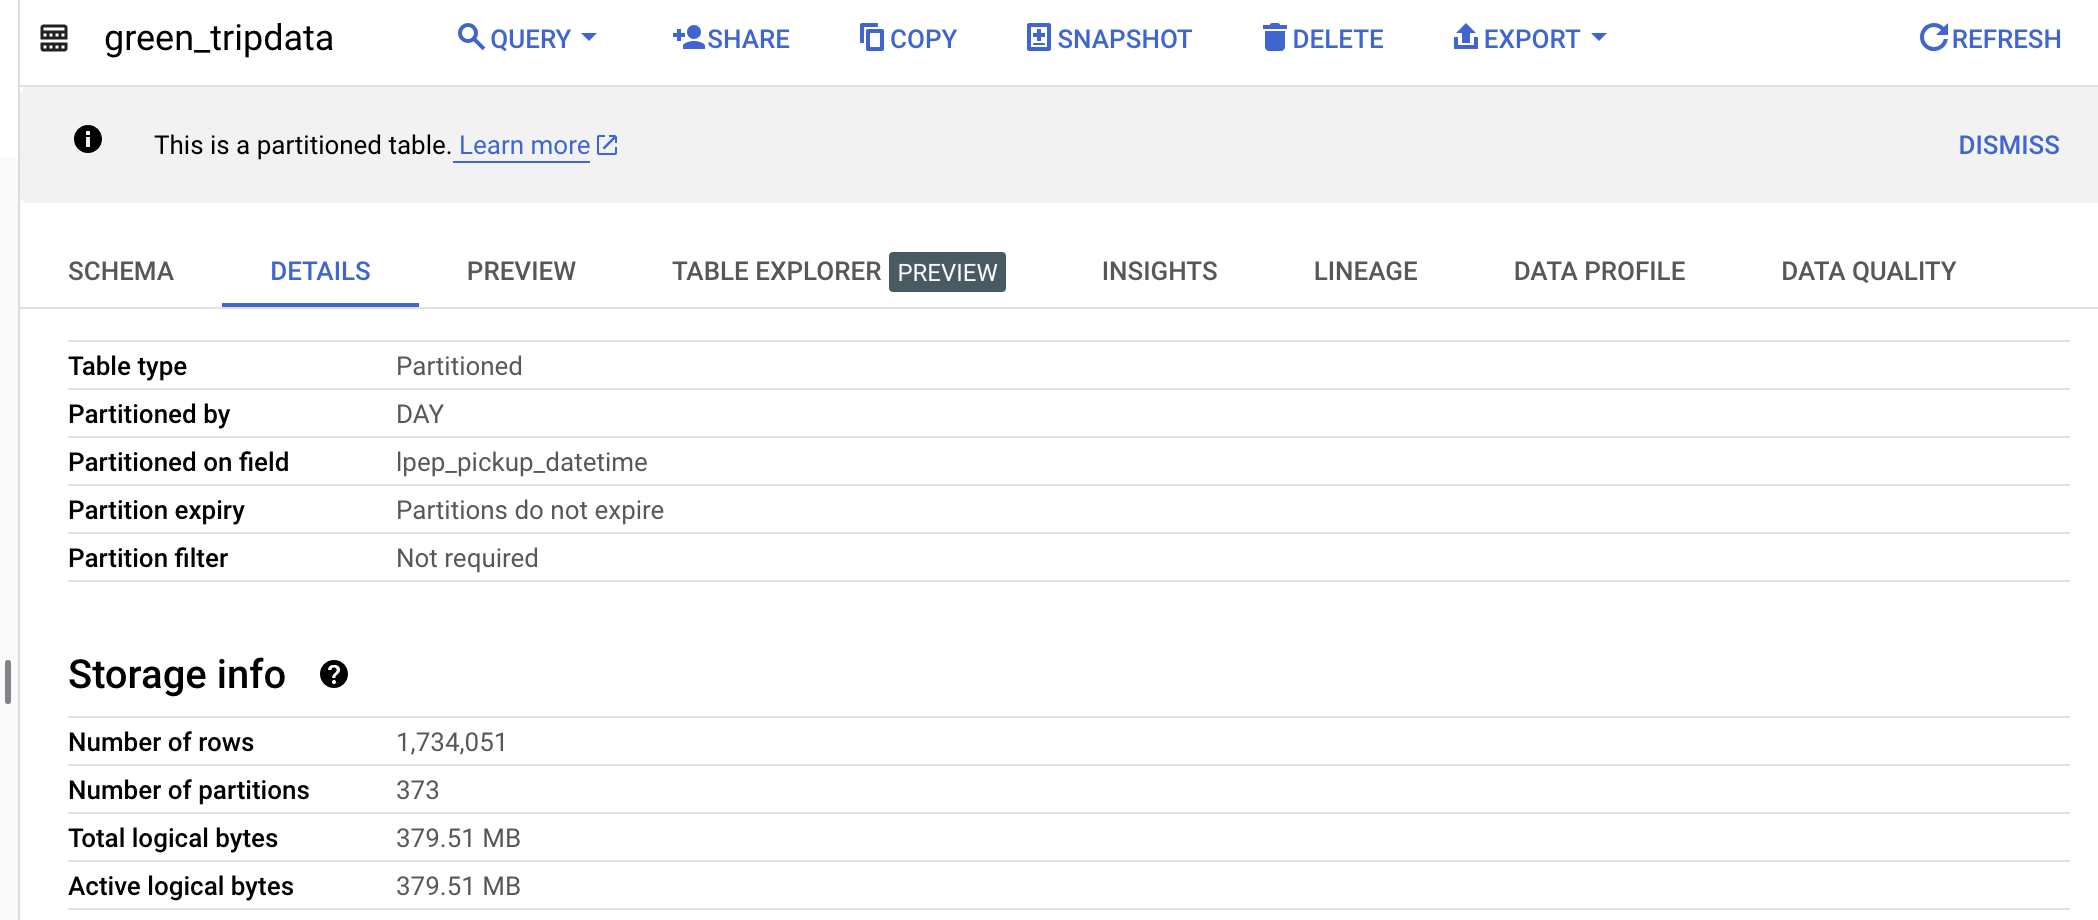 green_tripdata QUERY SHARE COPY SNAPSHOT DELETE EXPORT REFRESH
This is a partitioned table. Learn more DISMISS
SCHEMA DETAILS PREVIEW TABLE EXPLORER PREVIEW INSIGHTS LINEAGE DATA PROFILE DATA QUALITY
Table type Partitioned
Partitioned by DAY
Partitioned on field lpep_pickup_datetime
Partition expiry Partitions do not expire
Partition filter Not required
Storage info
Number of rows 1,734,051
Number of partitions 373
Total logical bytes 379.51 MB
Active logical bytes 379.51 MB